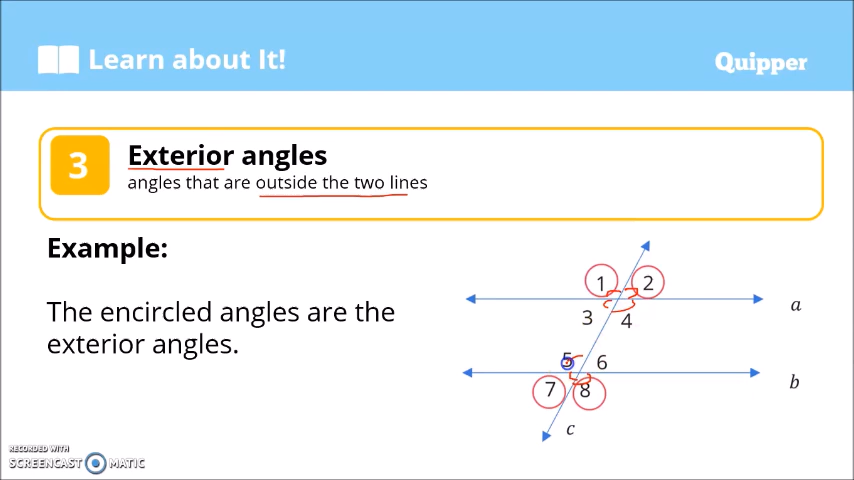 Learn about It!
Quipper
3
Exterior angles
angles that are outside the two lines
Example:
The encircled angles are the
exterior angles.
1 2
3 4
a
5 6
b
7 8
c
RECORDED WITH
SCREENCAST MATIC